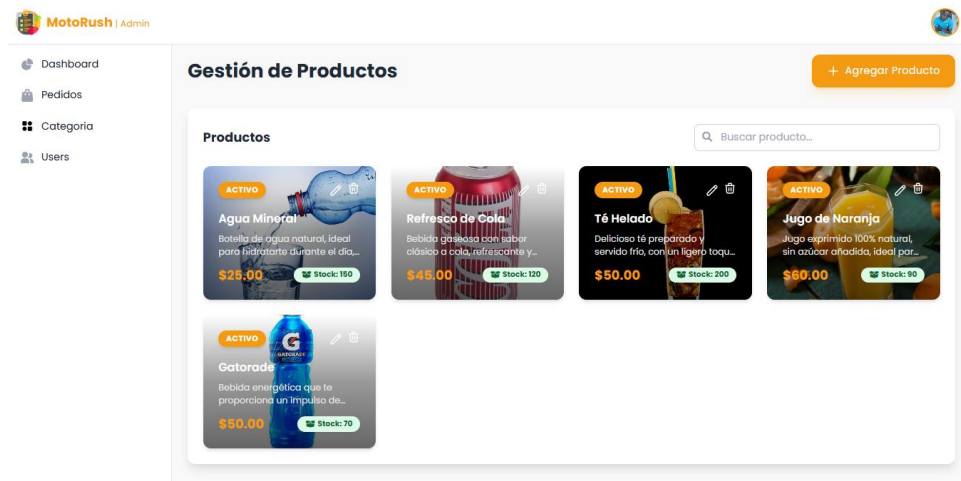 MotoRush | Admin
Dashboard
Pedidos
Categoria
Users
Gestión de Productos
+ Agregar Producto
Productos
Buscar producto...
ACTIVO
Agua Mineral
Botella de agua natural, ideal
para hidratarte durante el día,...
$25.00
Stock: 150
ACTIVO
Refresco de Cola
Bebida gaseosa con sabor
clásico a cola, refrescante y...
$45.00
Stock: 120
ACTIVO
Té Helado
Delicioso té preparado y
servido frío, con un ligero toqu...
$50.00
Stock: 200
ACTIVO
Jugo de Naranja
Jugo exprimido 100% natural,
sin azúcar añadida, ideal par...
$60.00
Stock: 90
ACTIVO
G
GATORADE
Gatorade
Bebida energética que te
proporciona un impulso de...
$50.00
Stock: 70